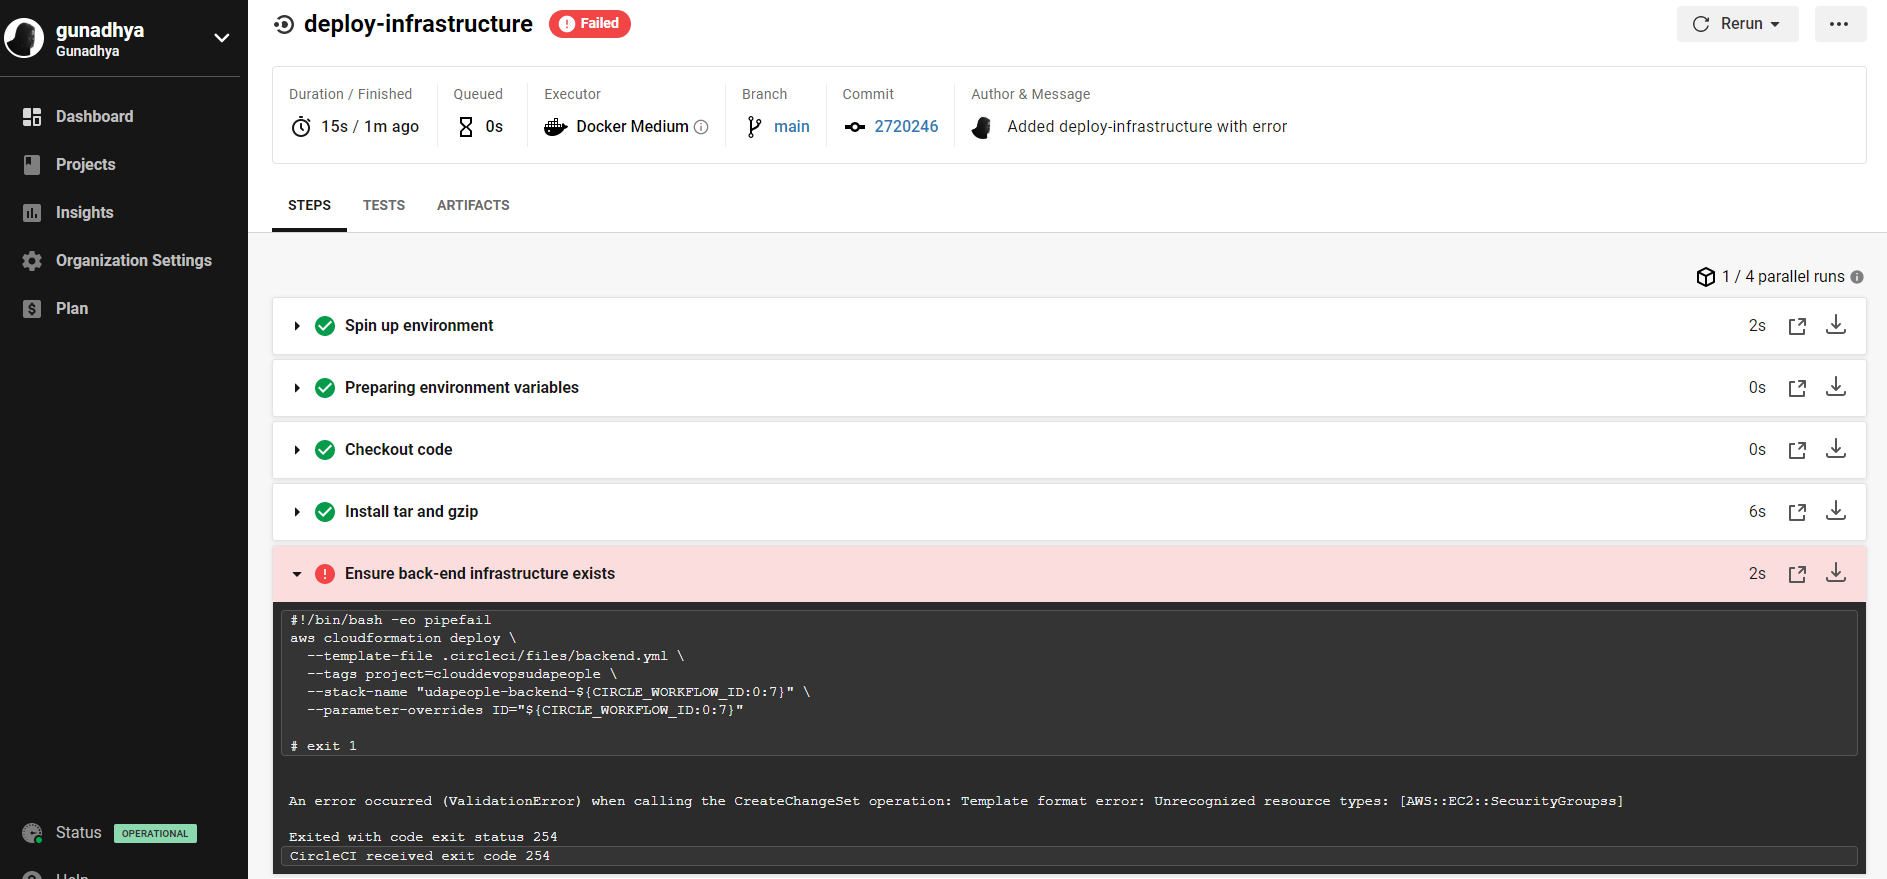 gunadhya
Gunadhya
Dashboard
Projects
Insights
Organization Settings
Plan
Status OPERATIONAL
Help
deploy-infrastructure Failed
Rerun
Duration / Finished Queued Executor Branch Commit Author & Message
15s / 1m ago 0s Docker Medium main 2720246 Added deploy-infrastructure with error
STEPS TESTS ARTIFACTS
1 / 4 parallel runs
Spin up environment 2s
Preparing environment variables 0s
Checkout code 0s
Install tar and gzip 6s
Ensure back-end infrastructure exists 2s
#!/bin/bash -eo pipefail
aws cloudformation deploy \
--template-file .circleci/files/backend.yml \
--tags project=clouddevopsudapeople \
--stack-name "udapeople-backend-${CIRCLE_WORKFLOW_ID:0:7}" \
--parameter-overrides ID="${CIRCLE_WORKFLOW_ID:0:7}"
# exit 1
An error occurred (ValidationError) when calling the CreateChangeSet operation: Template format error: Unrecognized resource types: [AWS::EC2::SecurityGroupss]
Exited with code exit status 254
CircleCI received exit code 254